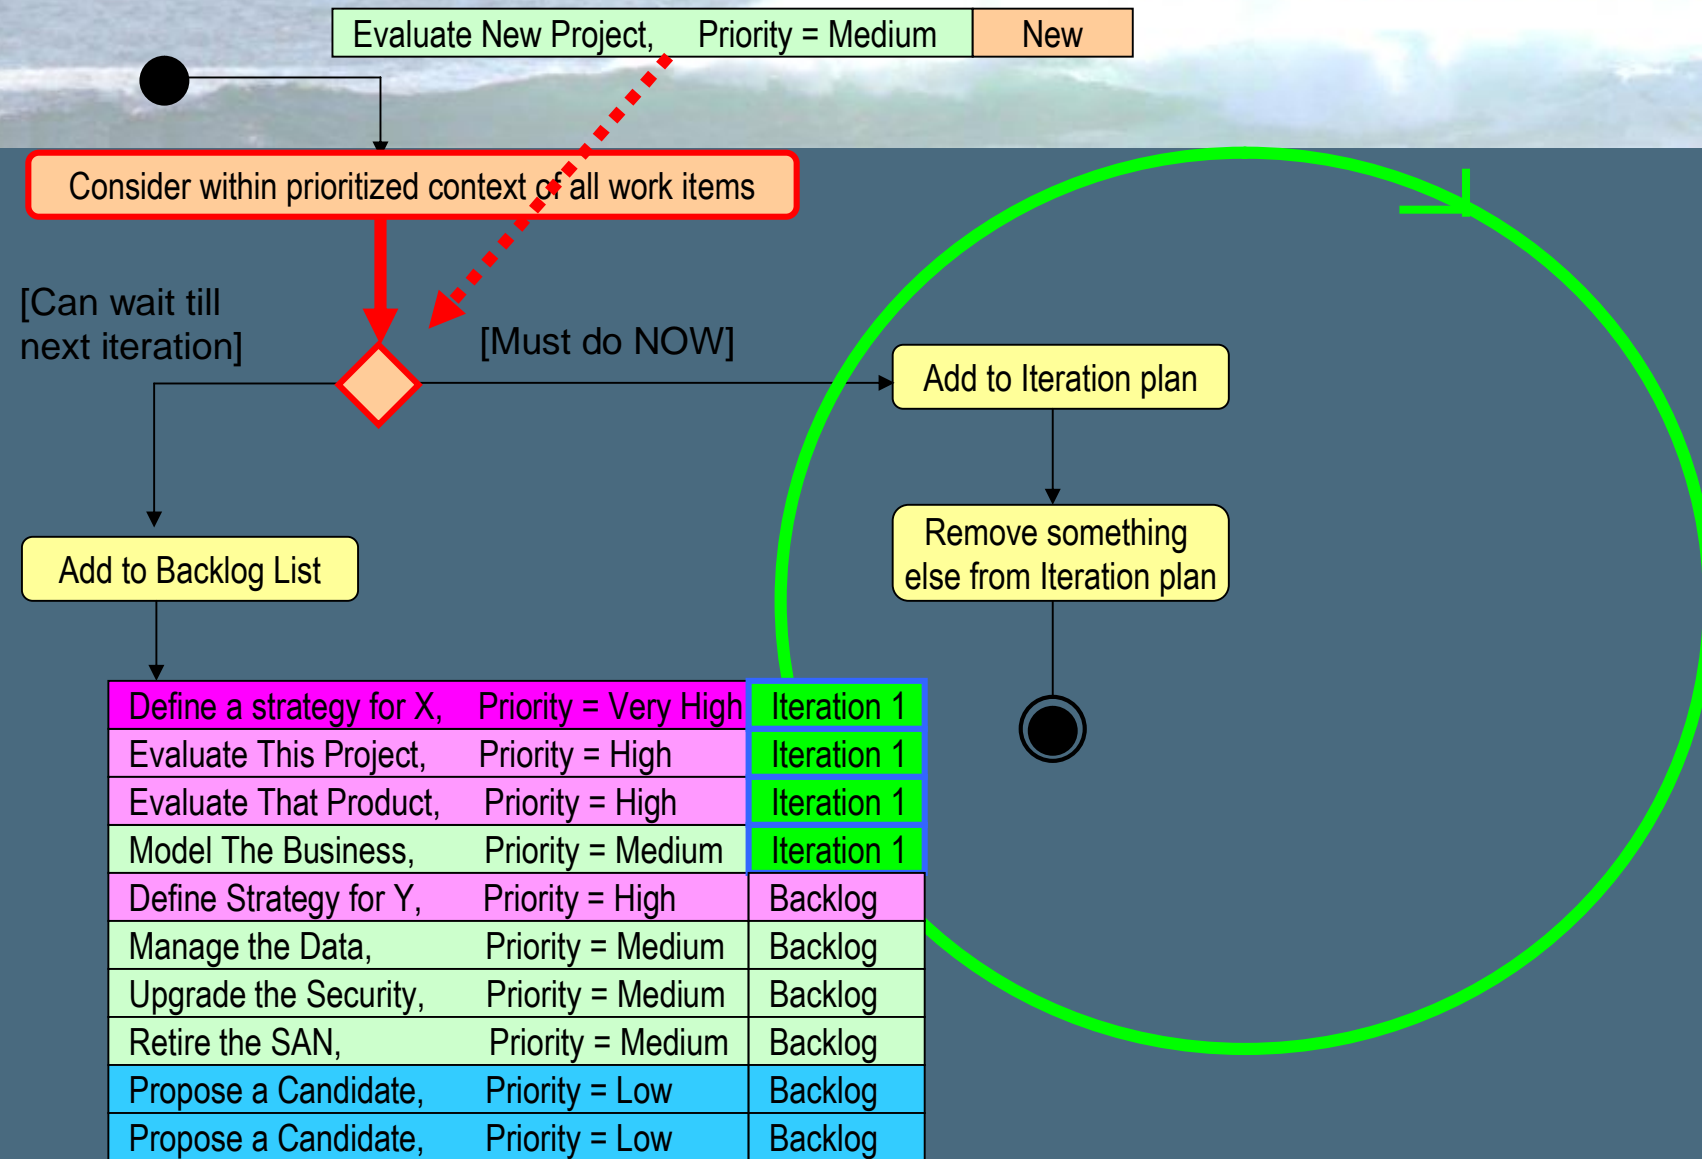 Evaluate New Project, Priority = Medium New
Consider within prioritized context of all work items
[Can wait till
next iteration]
[Must do NOW]
Add to Iteration plan
Remove something
else from Iteration plan
Add to Backlog List
Define a strategy for X, Priority = Very High Iteration 1
Evaluate This Project, Priority = High Iteration 1
Evaluate That Product, Priority = High Iteration 1
Model The Business, Priority = Medium Iteration 1
Define Strategy for Y, Priority = High Backlog
Manage the Data, Priority = Medium Backlog
Upgrade the Security, Priority = Medium Backlog
Retire the SAN, Priority = Medium Backlog
Propose a Candidate, Priority = Low Backlog
Propose a Candidate, Priority = Low Backlog